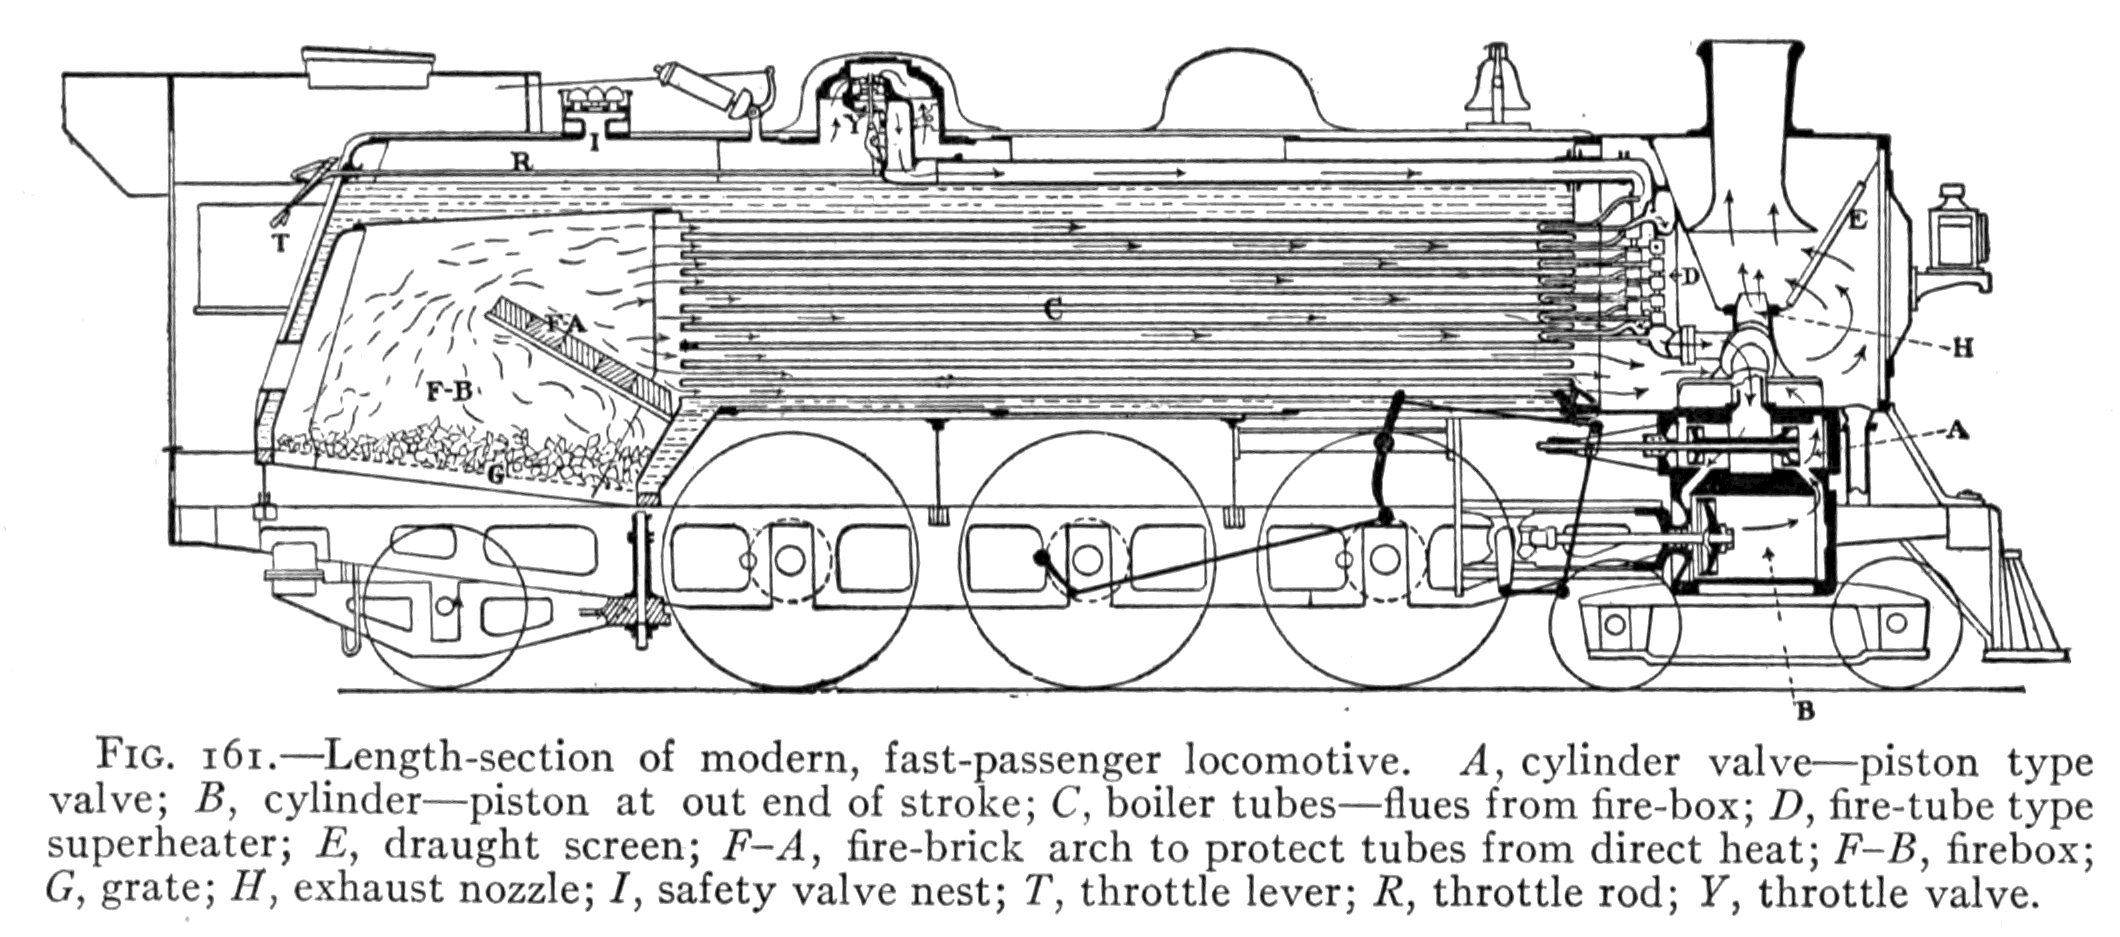 I
R
Y
T
E
D
F-A
C
H
F-B
A
G
B
FIG. 161.—Length-section of modern, fast-passenger locomotive. A, cylinder valve—piston type
valve; B, cylinder—piston at out end of stroke; C, boiler tubes—flues from fire-box; D, fire-tube type
superheater; E, draught screen; F-A, fire-brick arch to protect tubes from direct heat; F-B, firebox;
G, grate; H, exhaust nozzle; I, safety valve nest; T, throttle lever; R, throttle rod; Y, throttle valve.